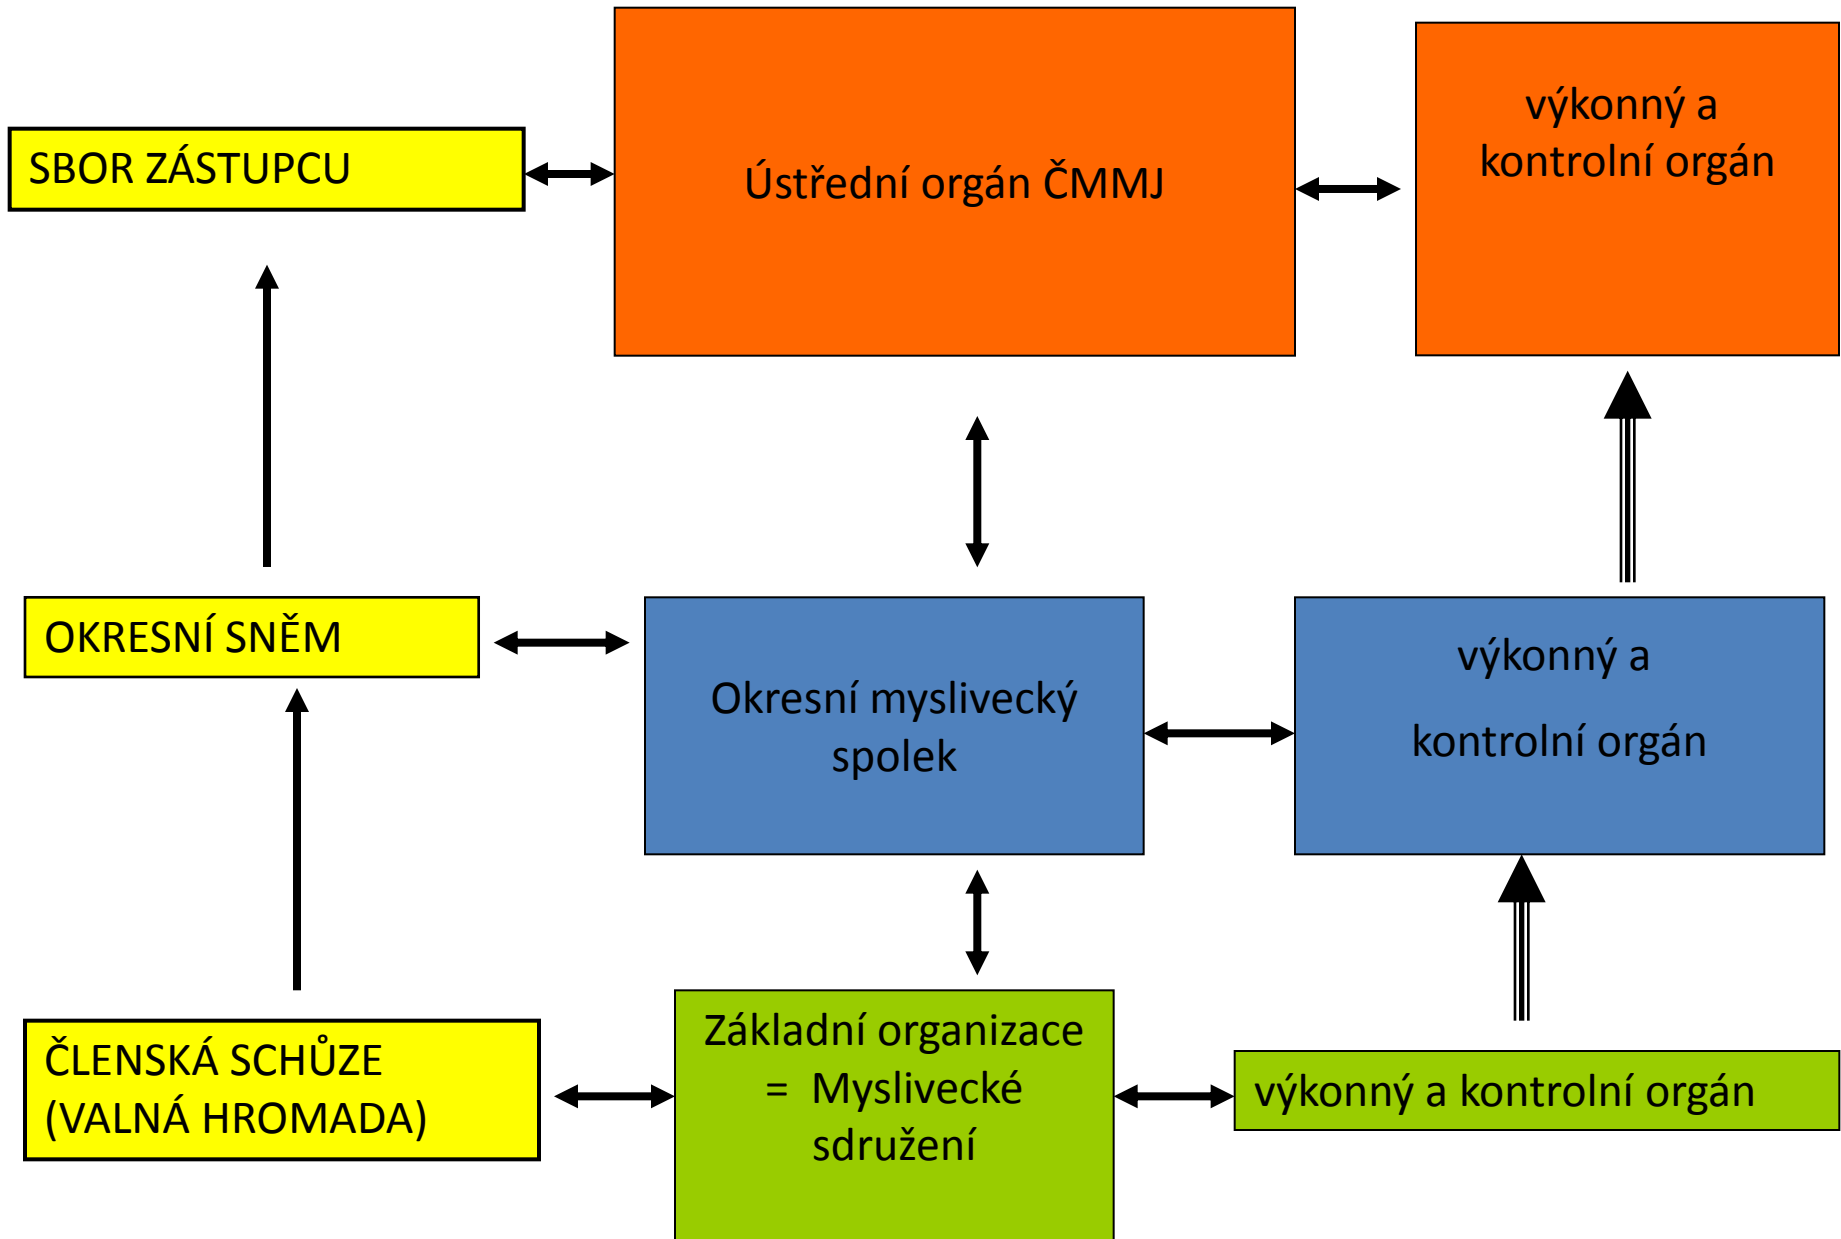 SBOR ZÁSTUPCU
Ústřední orgán ČMMJ
výkonný a
kontrolní orgán
OKRESNÍ SNĚM
Okresní myslivecký
spolek
výkonný a
kontrolní orgán
ČLENSKÁ SCHŮZE
(VALNÁ HROMADA)
Základní organizace
= Myslivecké
sdružení
výkonný a kontrolní orgán